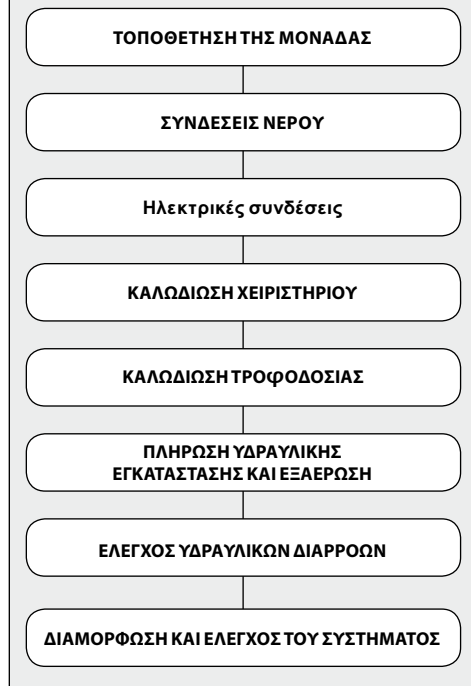 ΤΟΠΟΘΕΤΗΣΗ ΤΗΣ ΜΟΝΑΔΑΣ
ΣΥΝΔΕΣΕΙΣ ΝΕΡΟΥ
Ηλεκτρικές συνδέσεις
ΚΑΛΩΔΙΩΣΗ ΧΕΙΡΙΣΤΗΡΙΟΥ
ΚΑΛΩΔΙΩΣΗ ΤΡΟφΟΔΟΣΙΑΣ
ΠΛΗΡΩΣΗ ΥΔΡΑΥΛΙΚΗΣ
ΕΓΚΑΤΑΣΤΑΣΗΣ ΚΑΙ ΕΞΑΕΡΩΣΗ
ΕΛΕΓΧΟΣ ΥΔΡΑΥΛΙΚΩΝ ΔΙΑΡΡΟΩΝ
ΔΙΑΜΟΡΦΩΣΗ ΚΑΙ ΕΛΕΓΧΟΣ ΤΟΥ ΣΥΣΤΗΜΑΤΟΣ